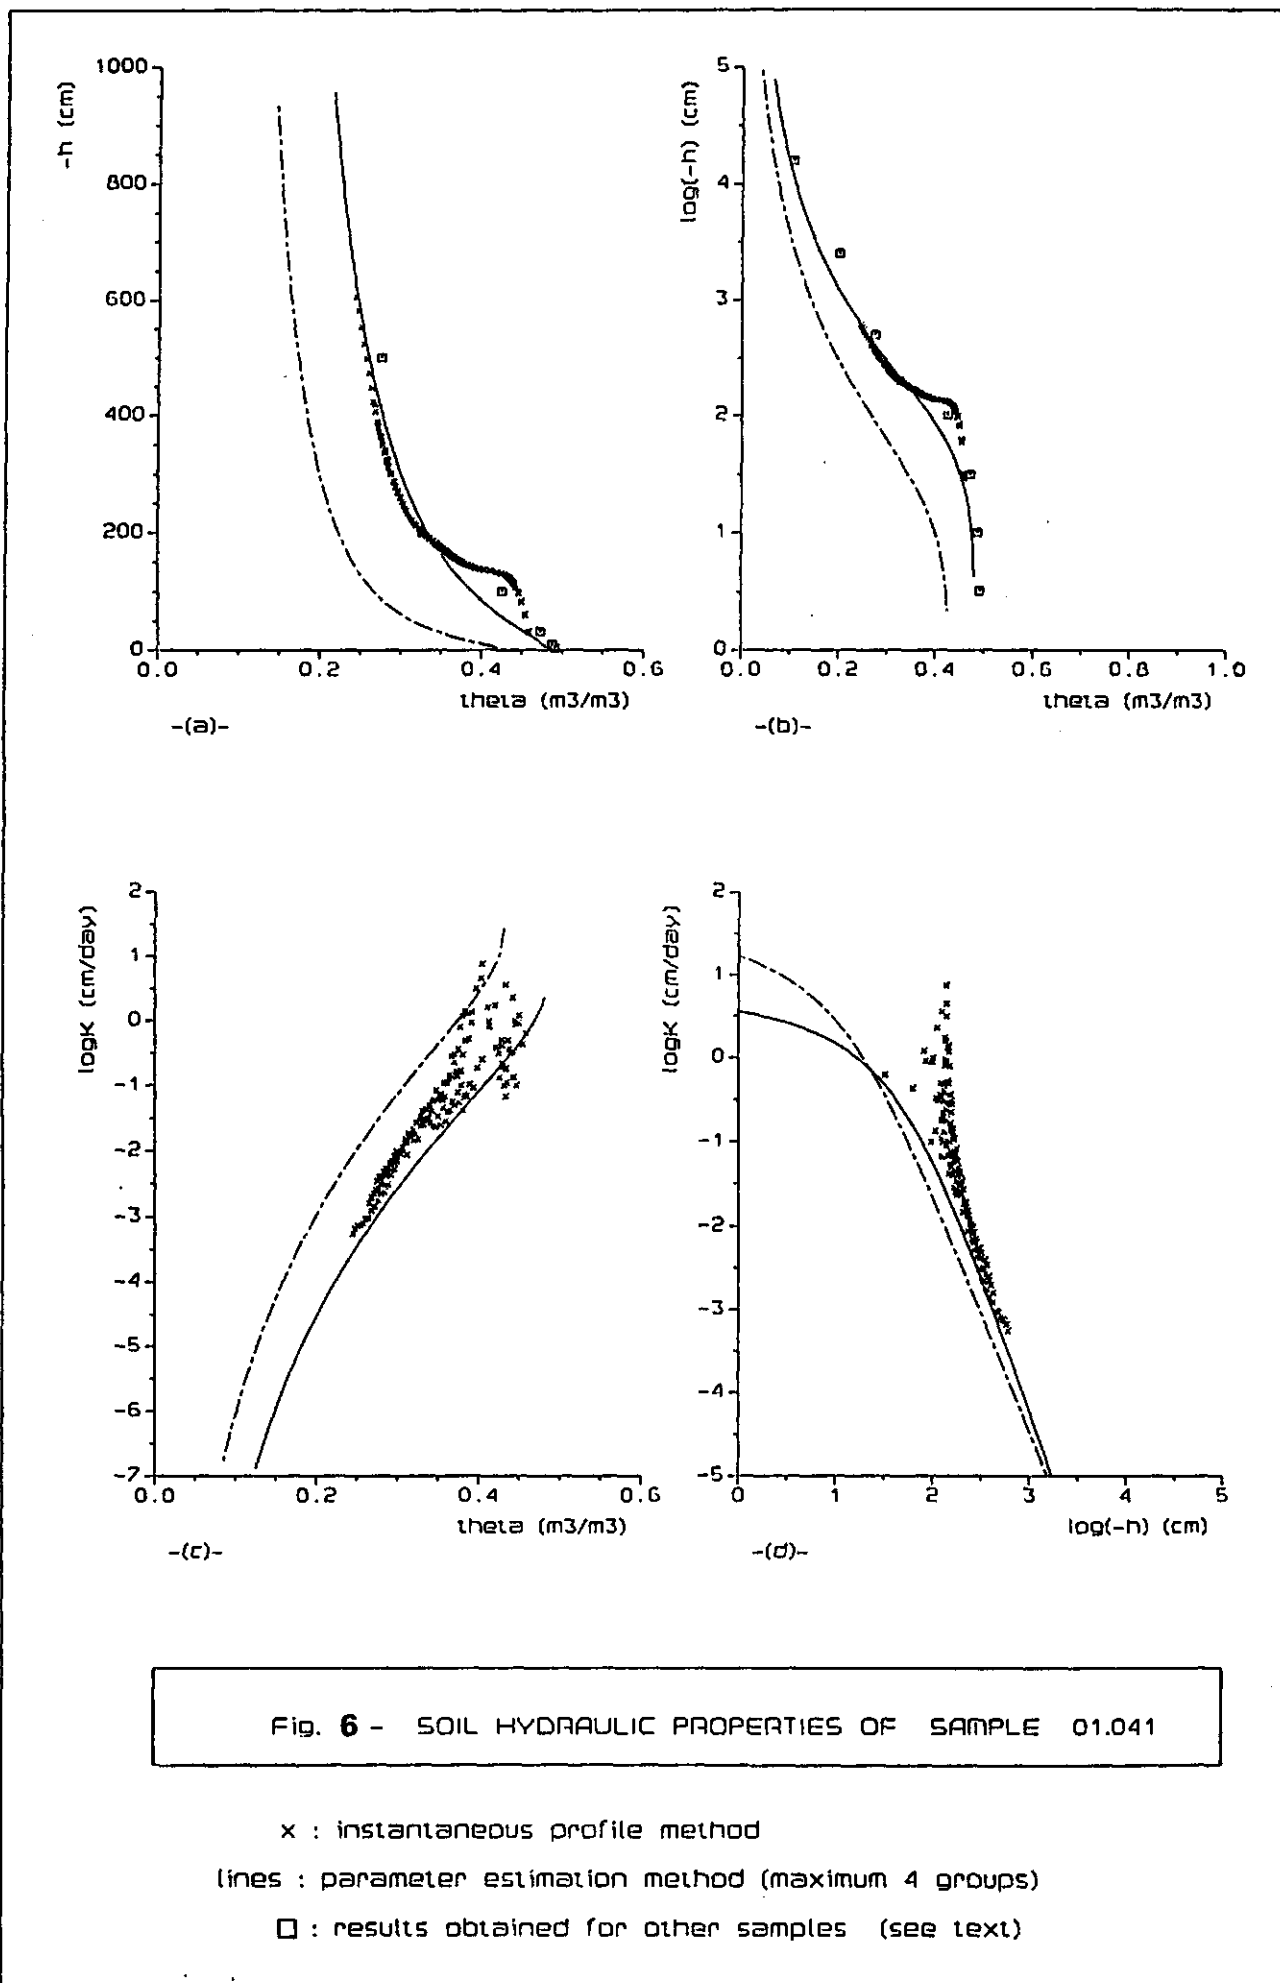 1000
800
600
400
200
0
-h (cm)
0.0 0.2 0.4 0.6
theta (m3/m3)
-(a)-
5
4
3
2
1
0
log(-h) (cm)
0.0 0.2 0.4 0.6 0.8 1.0
theta (m3/m3)
-(b)-
2
1
0
-1
-2
-3
-4
-5
-6
-7
logK (cm/day)
0.0 0.2 0.4 0.6
theta (m3/m3)
-(c)-
2
1
0
-1
-2
-3
-4
-5
logK (cm/day)
0 1 2 3 4 5
log(-h) (cm)
-(d)-
Fig. 6 - SOIL HYDRAULIC PROPERTIES OF SAMPLE 01.041
x : instantaneous profile method
lines : parameter estimation method (maximum 4 groups)
□ : results obtained for other samples (see text)